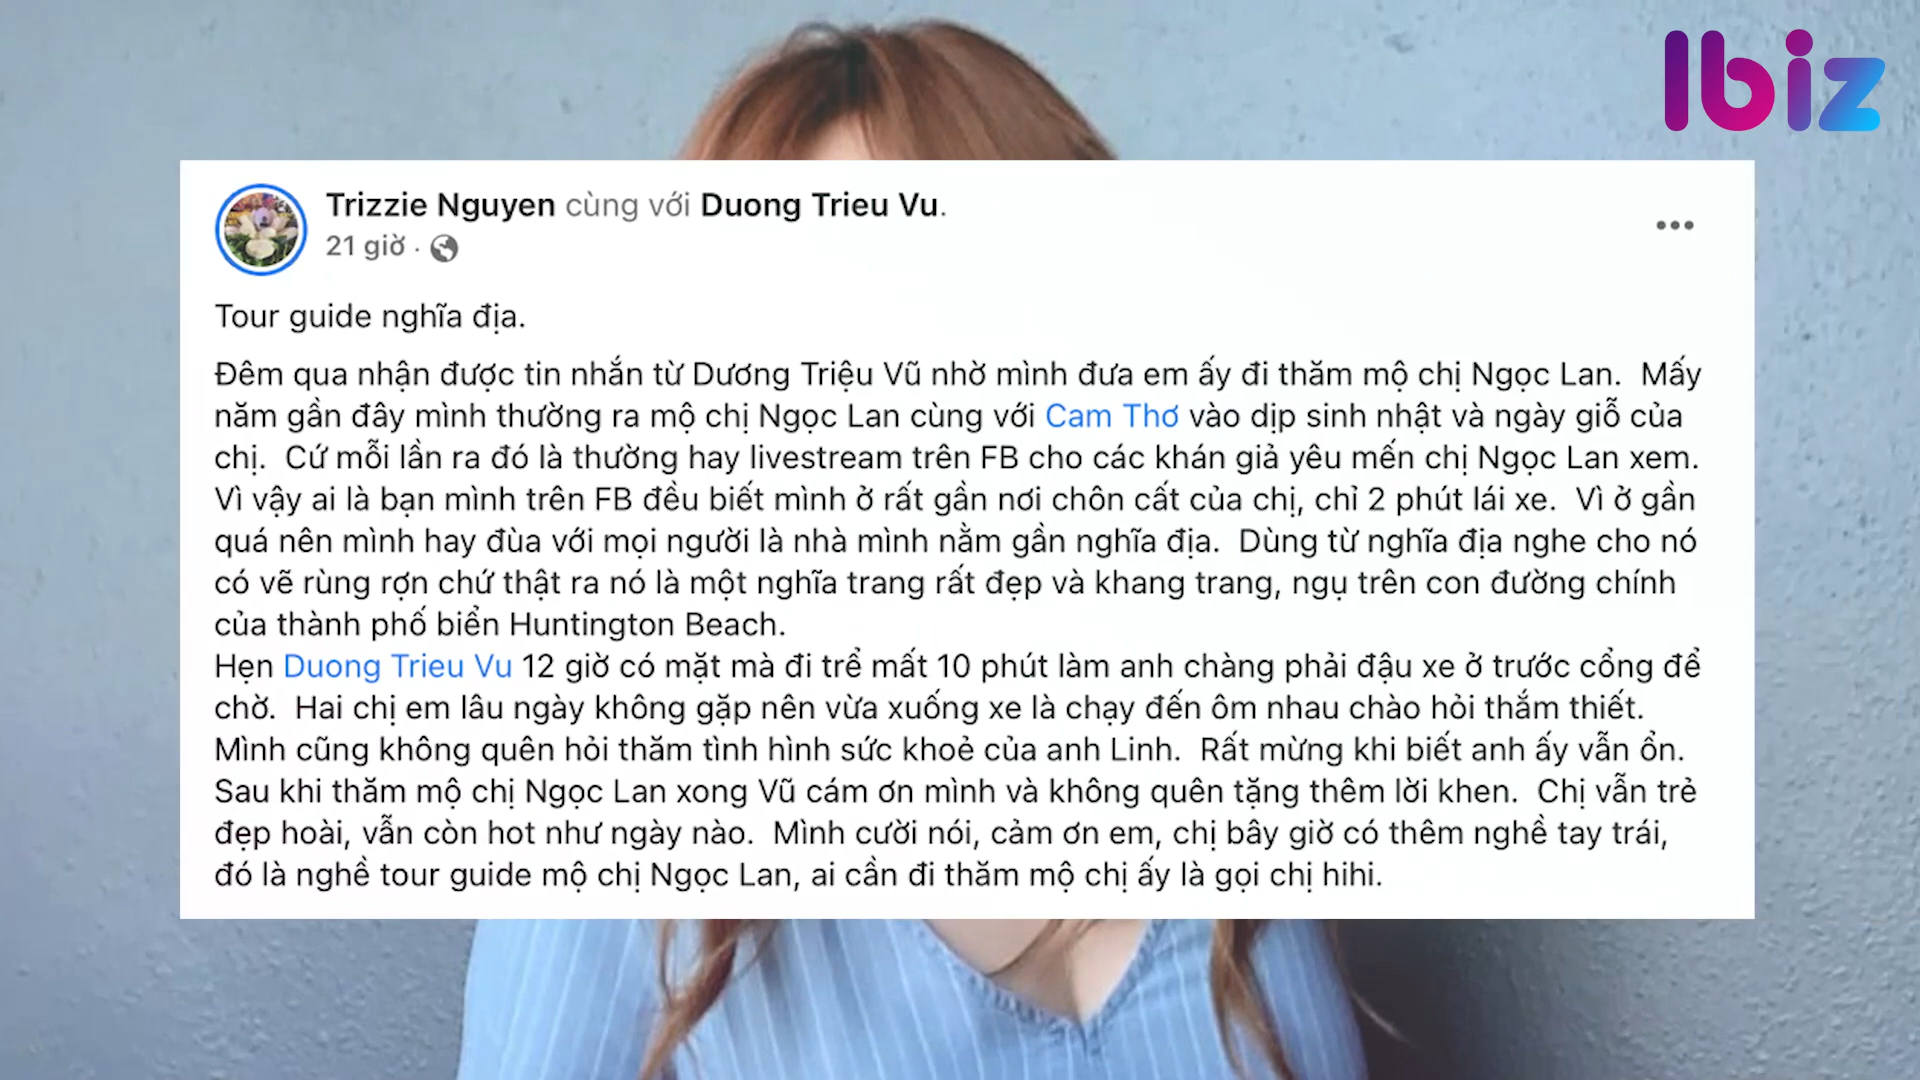 Ibiz
Trizzie Nguyen cùng với Duong Trieu Vu.
21 giờ ·
Tour guide nghĩa địa.
Đêm qua nhận được tin nhắn từ Dương Triệu Vũ nhờ mình đưa em ấy đi thăm mộ chị Ngọc Lan. Mấy
năm gần đây mình thường ra mộ chị Ngọc Lan cùng với Cam Thơ vào dịp sinh nhật và ngày giỗ của
chị. Cứ mỗi lần ra đó là thường hay livestream trên FB cho các khán giả yêu mến chị Ngọc Lan xem.
Vì vậy ai là bạn mình trên FB đều biết mình ở rất gần nơi chôn cất của chị, chỉ 2 phút lái xe. Vì ở gần
quá nên mình hay đùa với mọi người là nhà mình nằm gần nghĩa địa. Dùng từ nghĩa địa nghe cho nó
có vẽ rùng rợn chứ thật ra nó là một nghĩa trang rất đẹp và khang trang, ngụ trên con đường chính
của thành phố biển Huntington Beach.
Hẹn Duong Trieu Vu 12 giờ có mặt mà đi trể mất 10 phút làm anh chàng phải đậu xe ở trước cổng để
chờ. Hai chị em lâu ngày không gặp nên vừa xuống xe là chạy đến ôm nhau chào hỏi thắm thiết.
Mình cũng không quên hỏi thăm tình hình sức khoẻ của anh Linh. Rất mừng khi biết anh ấy vẫn ổn.
Sau khi thăm mộ chị Ngọc Lan xong Vũ cám ơn mình và không quên tặng thêm lời khen. Chị vẫn trẻ
đẹp hoài, vẫn còn hot như ngày nào. Mình cười nói, cảm ơn em, chị bây giờ có thêm nghề tay trái,
đó là nghề tour guide mộ chị Ngọc Lan, ai cần đi thăm mộ chị ấy là gọi chị hihi.